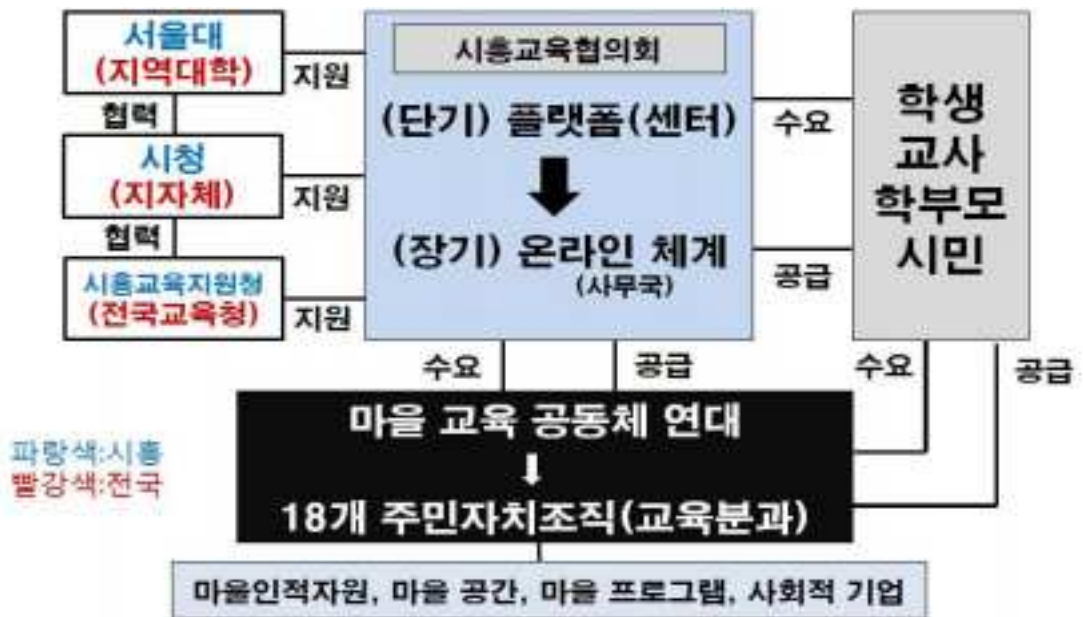 서울대
(지역대학)
지원
협력
시청
(지자체)
지원
협력
시흥교육지원청
(전국교육청)
지원
시흥교육협의회
(단기) 플랫폼(센터)
(장기) 온라인 체계
(사무국)
수요
공급
학생
교사
학부모
시민
수요
공급
수요
공급
마을 교육 공동체 연대
18개 주민자치조직(교육분과)
파랑색:시흥
빨강색:전국
마을인적자원, 마을 공간, 마을 프로그램, 사회적 기업